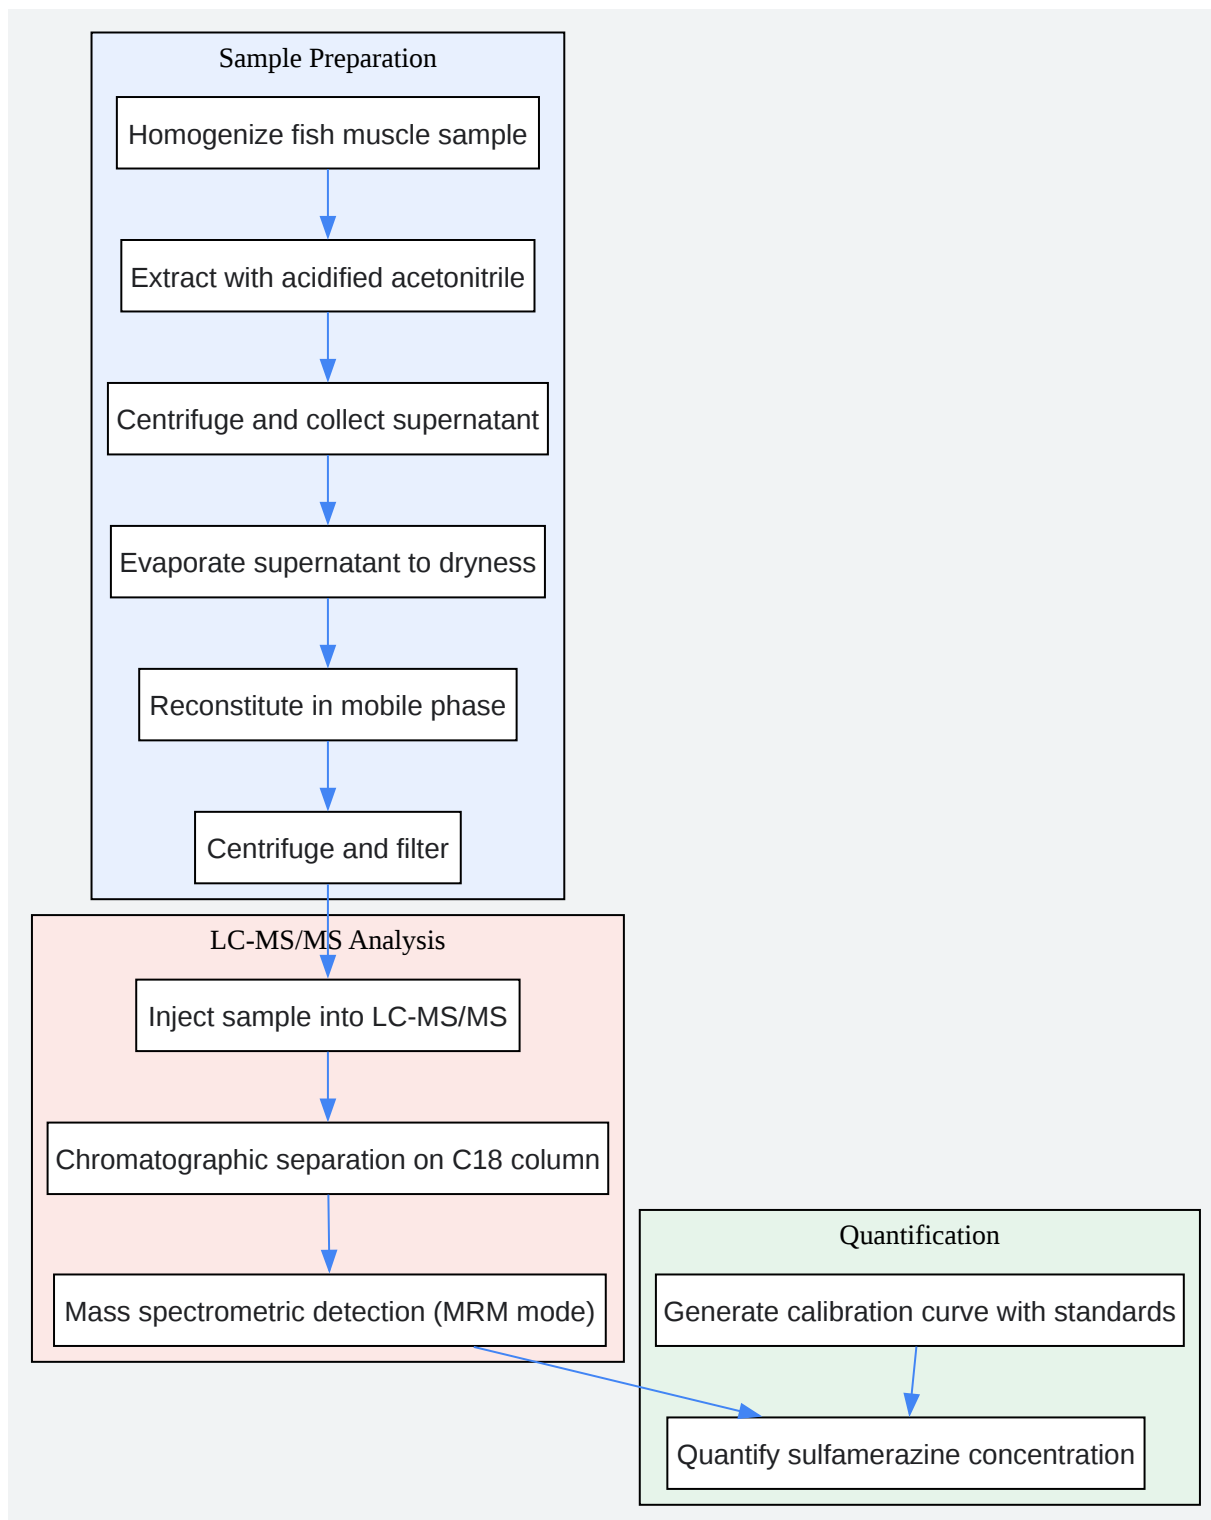 Sample Preparation
Homogenize fish muscle sample
Extract with acidified acetonitrile
Centrifuge and collect supernatant
Evaporate supernatant to dryness
Reconstitute in mobile phase
Centrifuge and filter
LC-MS/MS Analysis
Inject sample into LC-MS/MS
Chromatographic separation on C18 column
Mass spectrometric detection (MRM mode)
Quantification
Generate calibration curve with standards
Quantify sulfamerazine concentration